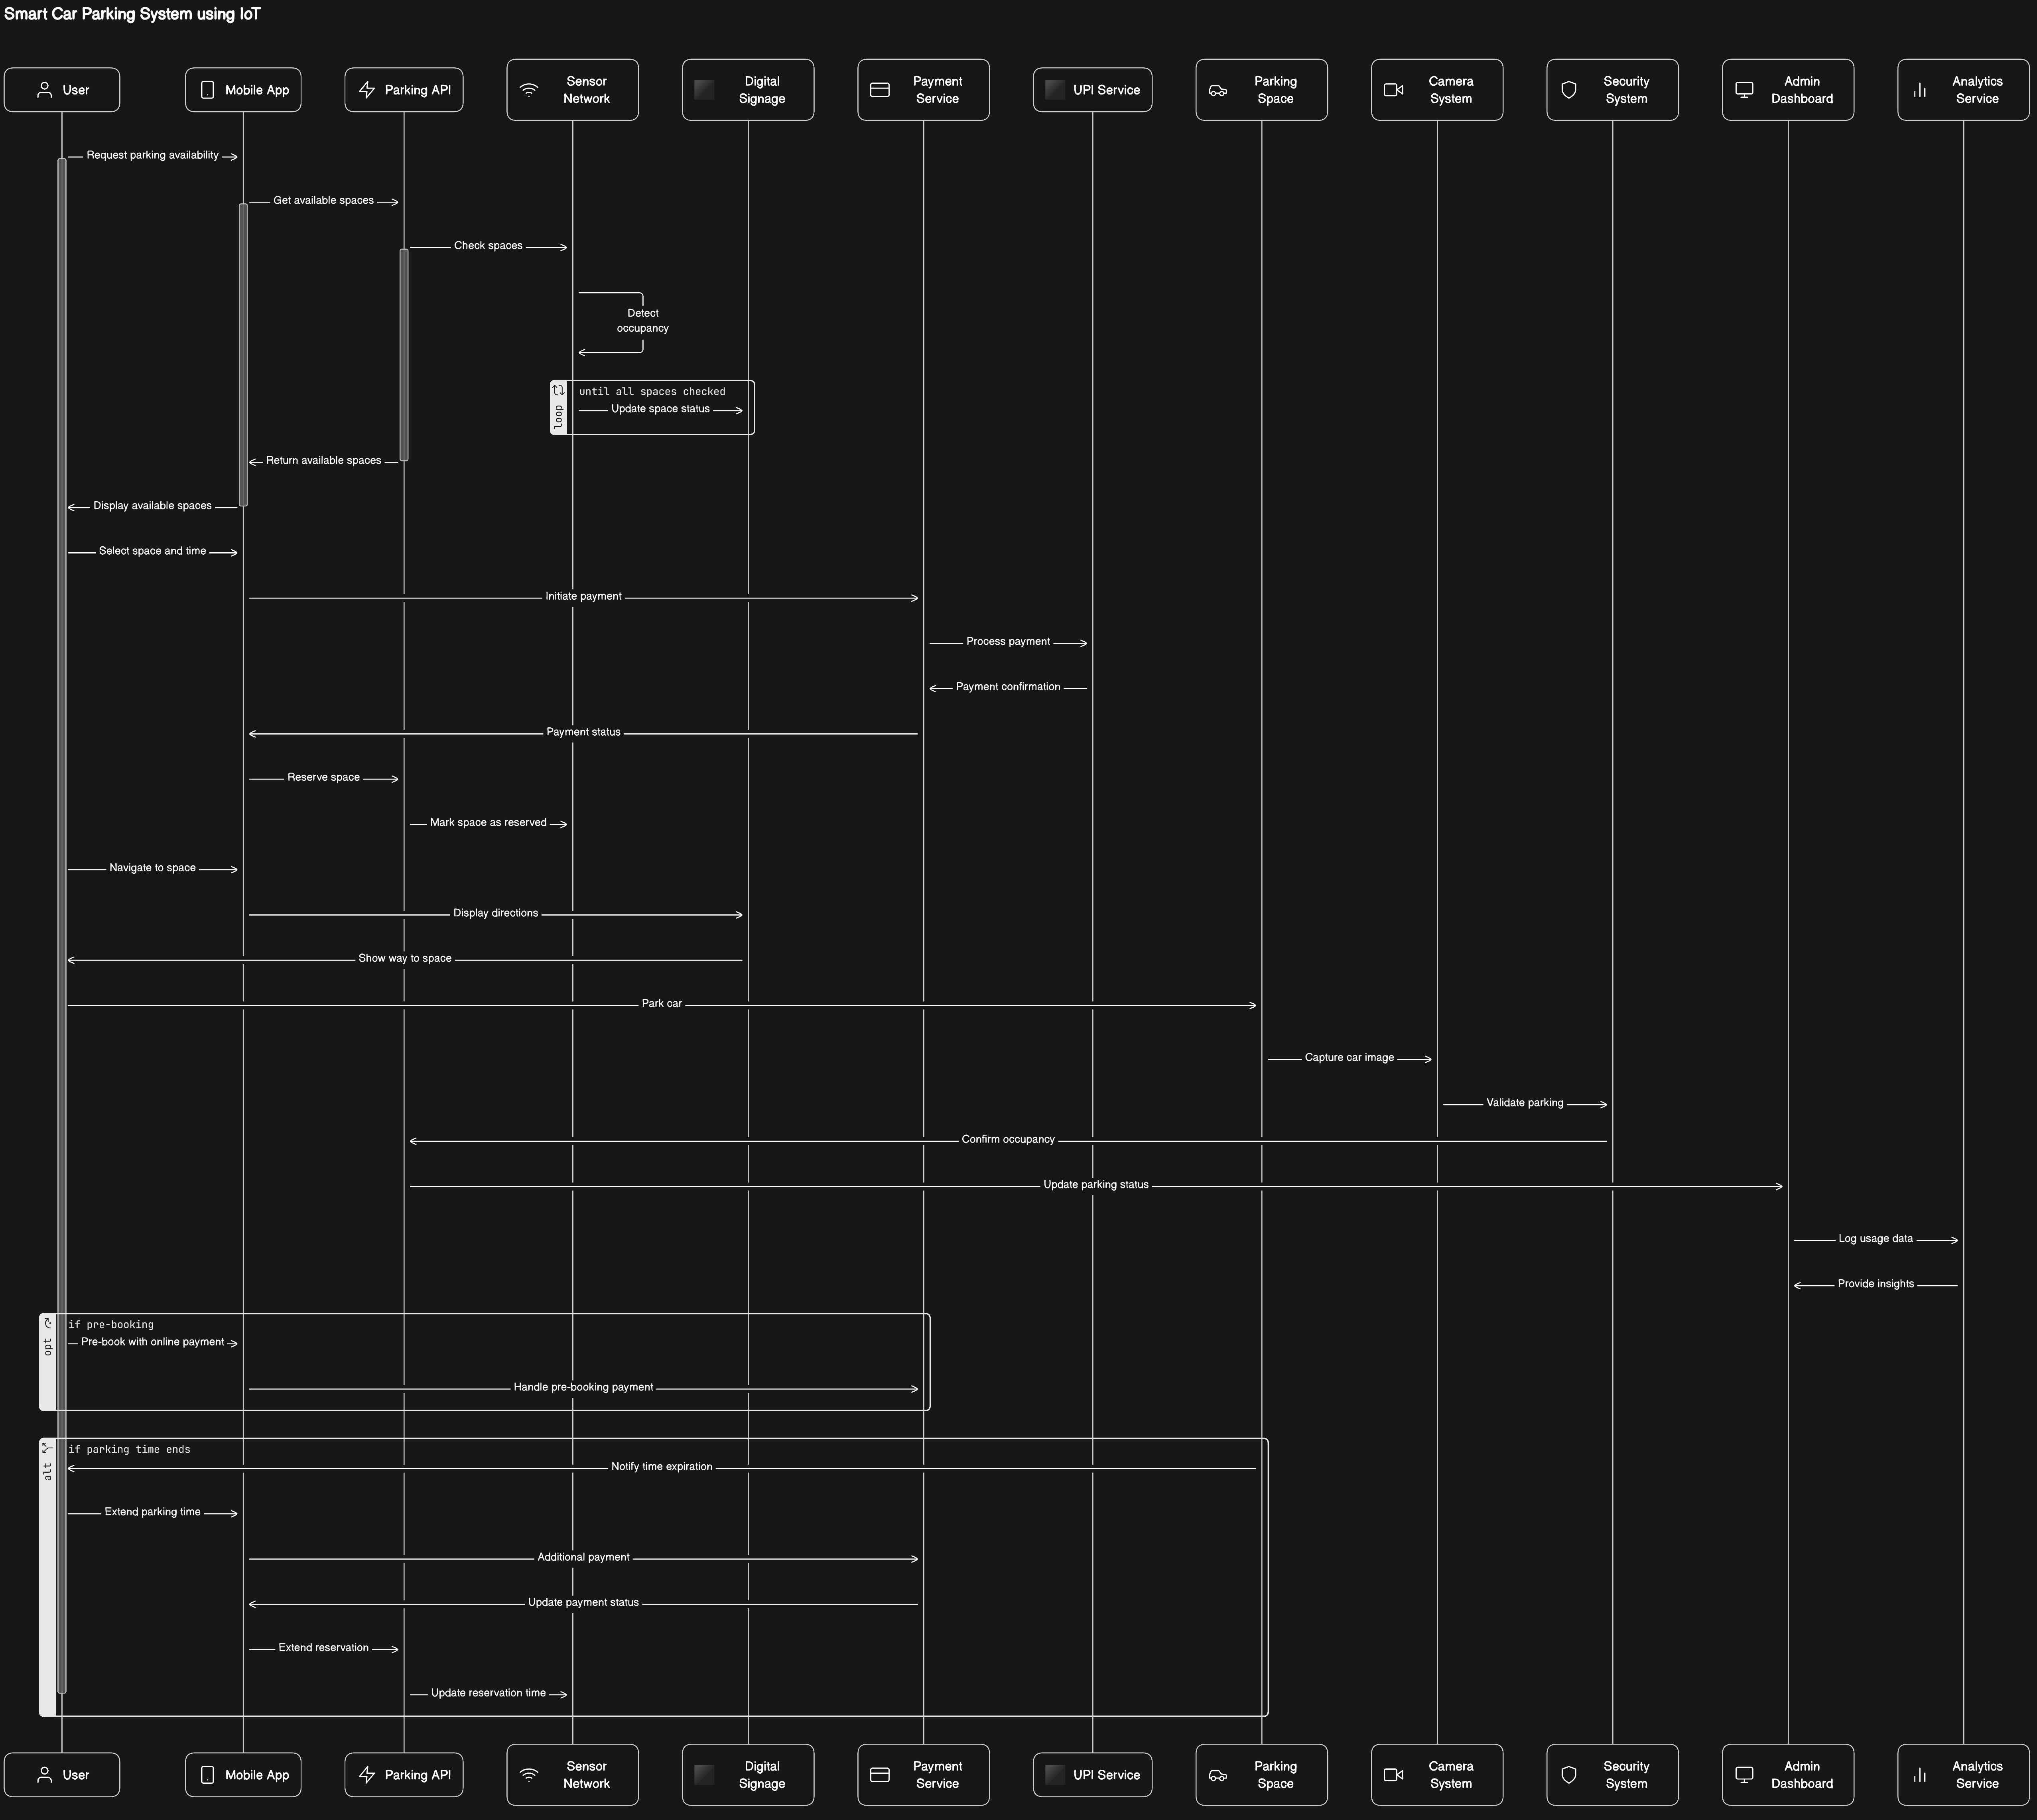 Smart Car Parking System using IoT
User
Mobile App
Parking API
Sensor
Network
Digital
Signage
Payment
Service
UPI Service
Parking
Space
Camera
System
Security
System
Admin
Dashboard
Analytics
Service
Request parking availability
Get available spaces
Check spaces
Detect
occupancy
loop
until all spaces checked
Update space status
Return available spaces
Display available spaces
Select space and time
Initiate payment
Process payment
Payment confirmation
Payment status
Reserve space
Mark space as reserved
Navigate to space
Display directions
Show way to space
Park car
Capture car image
Validate parking
Confirm occupancy
Update parking status
Log usage data
Provide insights
opt
if pre-booking
Pre-book with online payment
Handle pre-booking payment
alt
if parking time ends
Notify time expiration
Extend parking time
Additional payment
Update payment status
Extend reservation
Update reservation time
User
Mobile App
Parking API
Sensor
Network
Digital
Signage
Payment
Service
UPI Service
Parking
Space
Camera
System
Security
System
Admin
Dashboard
Analytics
Service